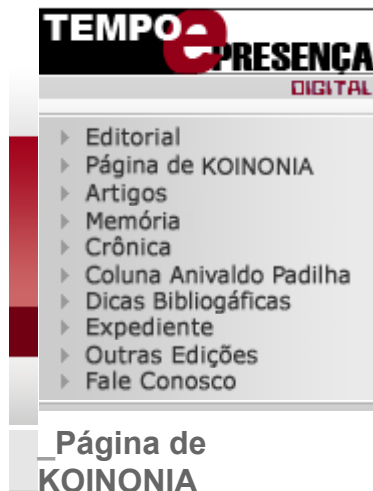 TEMPO
e
PRESENÇA
DIGITAL
Editorial
Página de KOINONIA
Artigos
Memória
Crônica
Coluna Anivaldo Padilha
Dicas Bibliogáficas
Expediente
Outras Edições
Fale Conosco
_Página de
KOINONIA